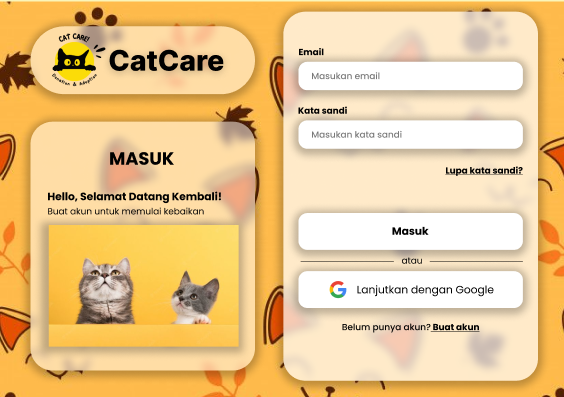 CAT CARE!
Donation & Adoption
CatCare
MASUK
Hello, Selamat Datang Kembali!
Buat akun untuk memulai kebaikan
Email
Masukan email
Kata sandi
Masukan kata sandi
Lupa kata sandi?
Masuk
atau
Lanjutkan dengan Google
Belum punya akun? Buat akun